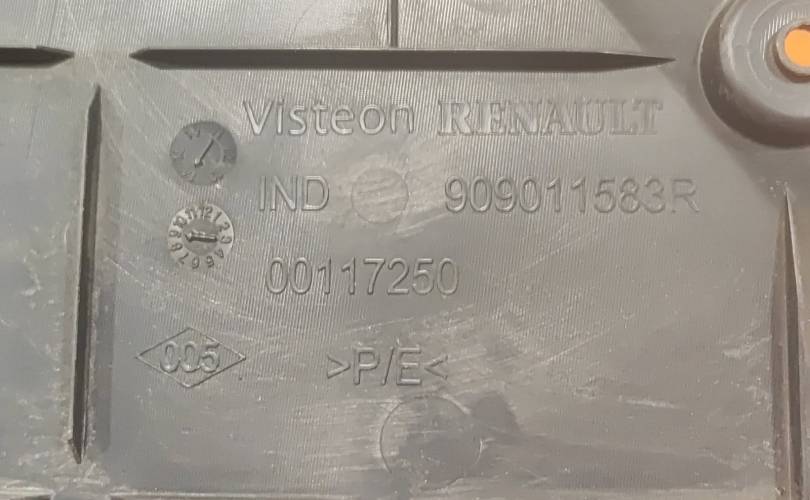 Visteon RENAULT
IND 909011583R
00117250
005 >P/E<